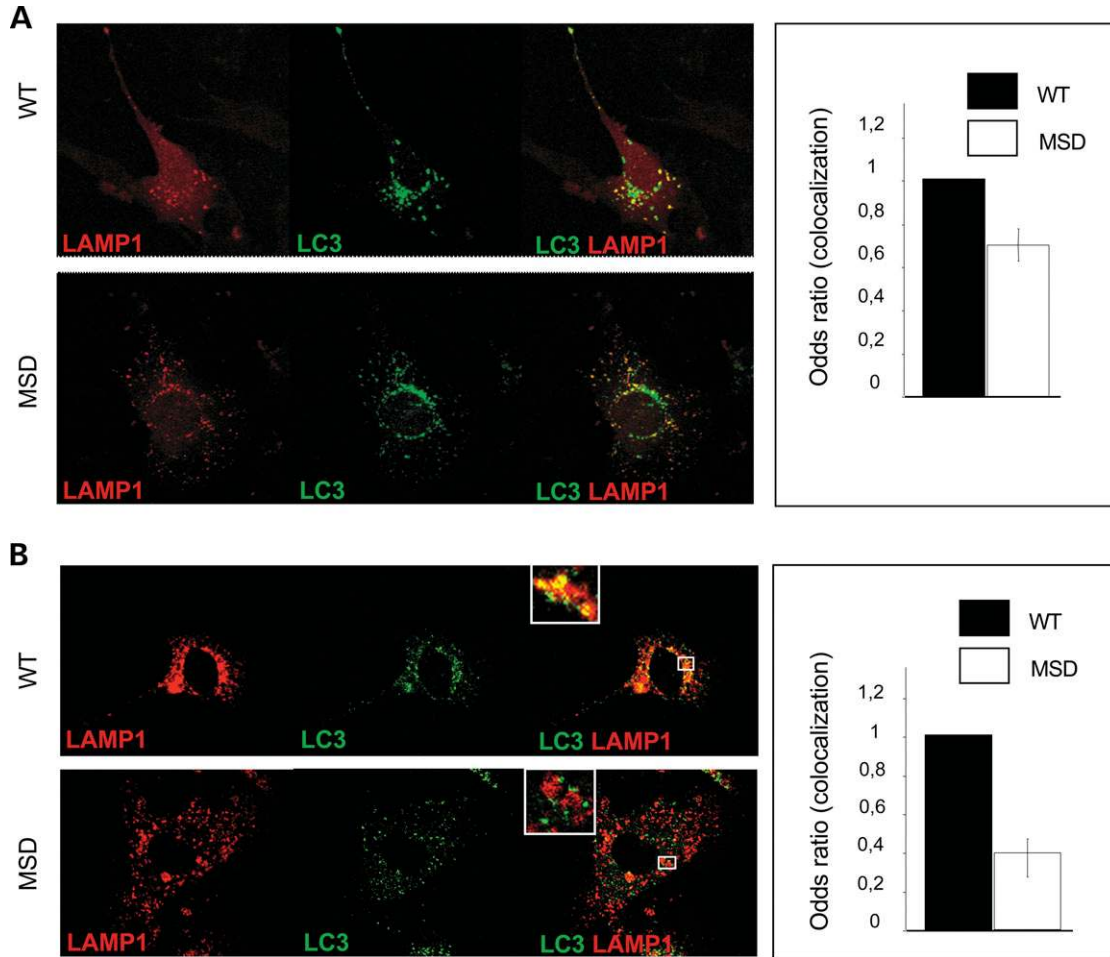 A
WT
LAMP1
LC3
LC3 LAMP1
MSD
LAMP1
LC3
LC3 LAMP1
WT
MSD
Odds ratio (colocalization)
1,2
1
0,8
0,6
0,4
0,2
0
B
WT
LAMP1
LC3
LC3 LAMP1
MSD
LAMP1
LC3
LC3 LAMP1
WT
MSD
Odds ratio (colocalization)
1,2
1
0,8
0,6
0,4
0,2
0